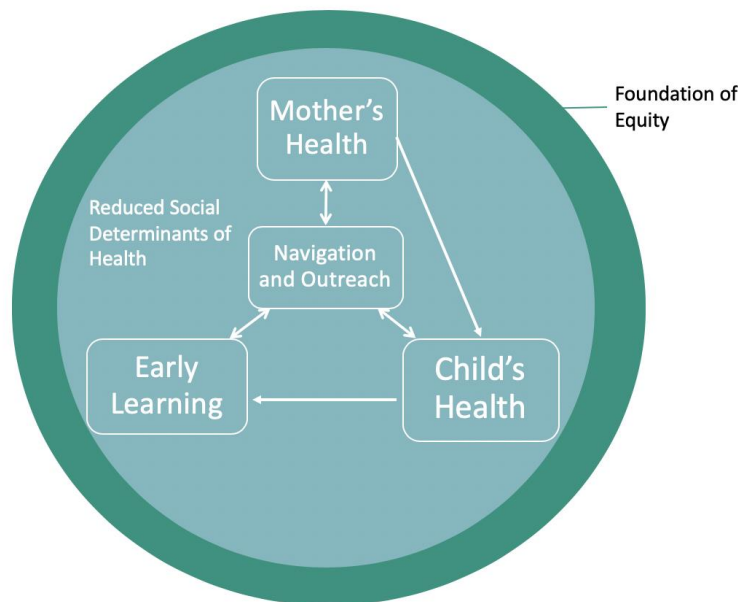 Mother's
Health
Foundation of
Equity
Reduced Social
Determinants of
Health
Navigation
and Outreach
Early
Learning
Child's
Health